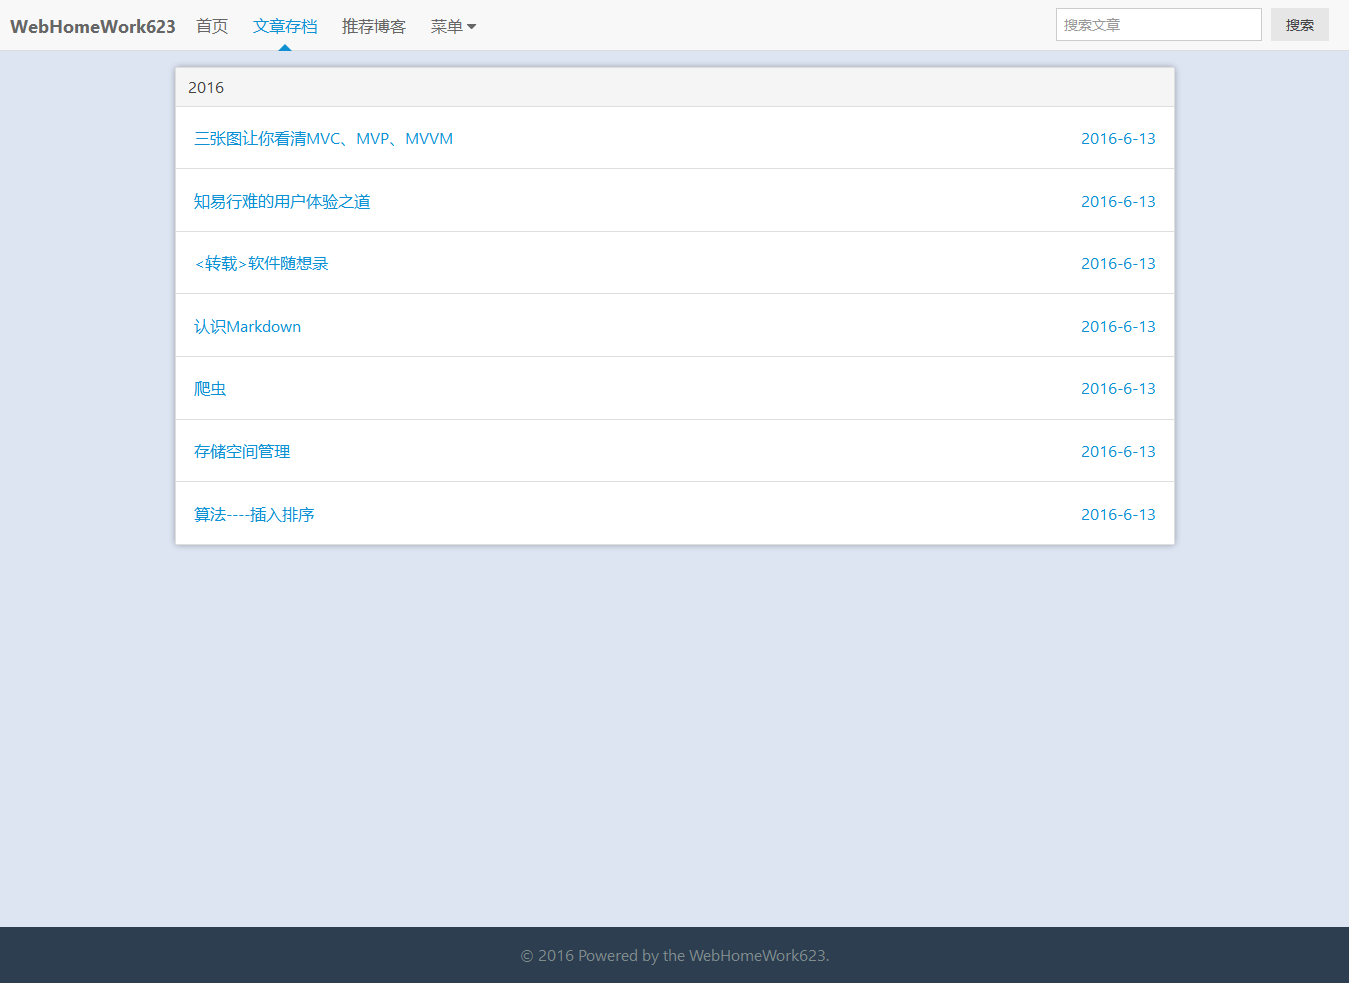 WebHomeWork623 首页 文章存档 推荐博客 菜单 搜索文章 搜索
2016
三张图让你看清MVC、MVP、MVVM 2016-6-13
知易行难的用户体验之道 2016-6-13
<转载>软件随想录 2016-6-13
认识Markdown 2016-6-13
爬虫 2016-6-13
存储空间管理 2016-6-13
算法----插入排序 2016-6-13
© 2016 Powered by the WebHomeWork623.